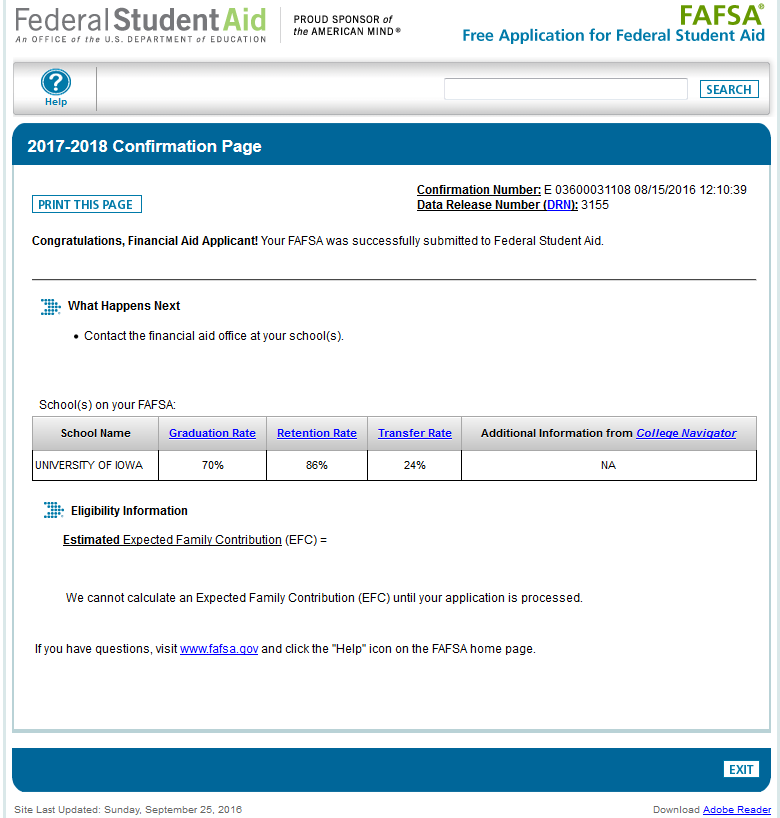 Federal Student Aid
An OFFICE of the U.S. DEPARTMENT of EDUCATION
PROUD SPONSOR of
the AMERICAN MIND®
FAFSA®
Free Application for Federal Student Aid
?
Help
SEARCH
2017-2018 Confirmation Page
PRINT THIS PAGE
Confirmation Number: E 03600031108 08/15/2016 12:10:39
Data Release Number (DRN): 3155
Congratulations, Financial Aid Applicant! Your FAFSA was successfully submitted to Federal Student Aid.
What Happens Next
• Contact the financial aid office at your school(s).
School(s) on your FAFSA:
School Name Graduation Rate Retention Rate Transfer Rate Additional Information from College Navigator
UNIVERSITY OF IOWA 70% 86% 24% NA
Eligibility Information
Estimated Expected Family Contribution (EFC) =
We cannot calculate an Expected Family Contribution (EFC) until your application is processed.
If you have questions, visit www.fafsa.gov and click the "Help" icon on the FAFSA home page.
EXIT
Site Last Updated: Sunday, September 25, 2016
Download Adobe Reader